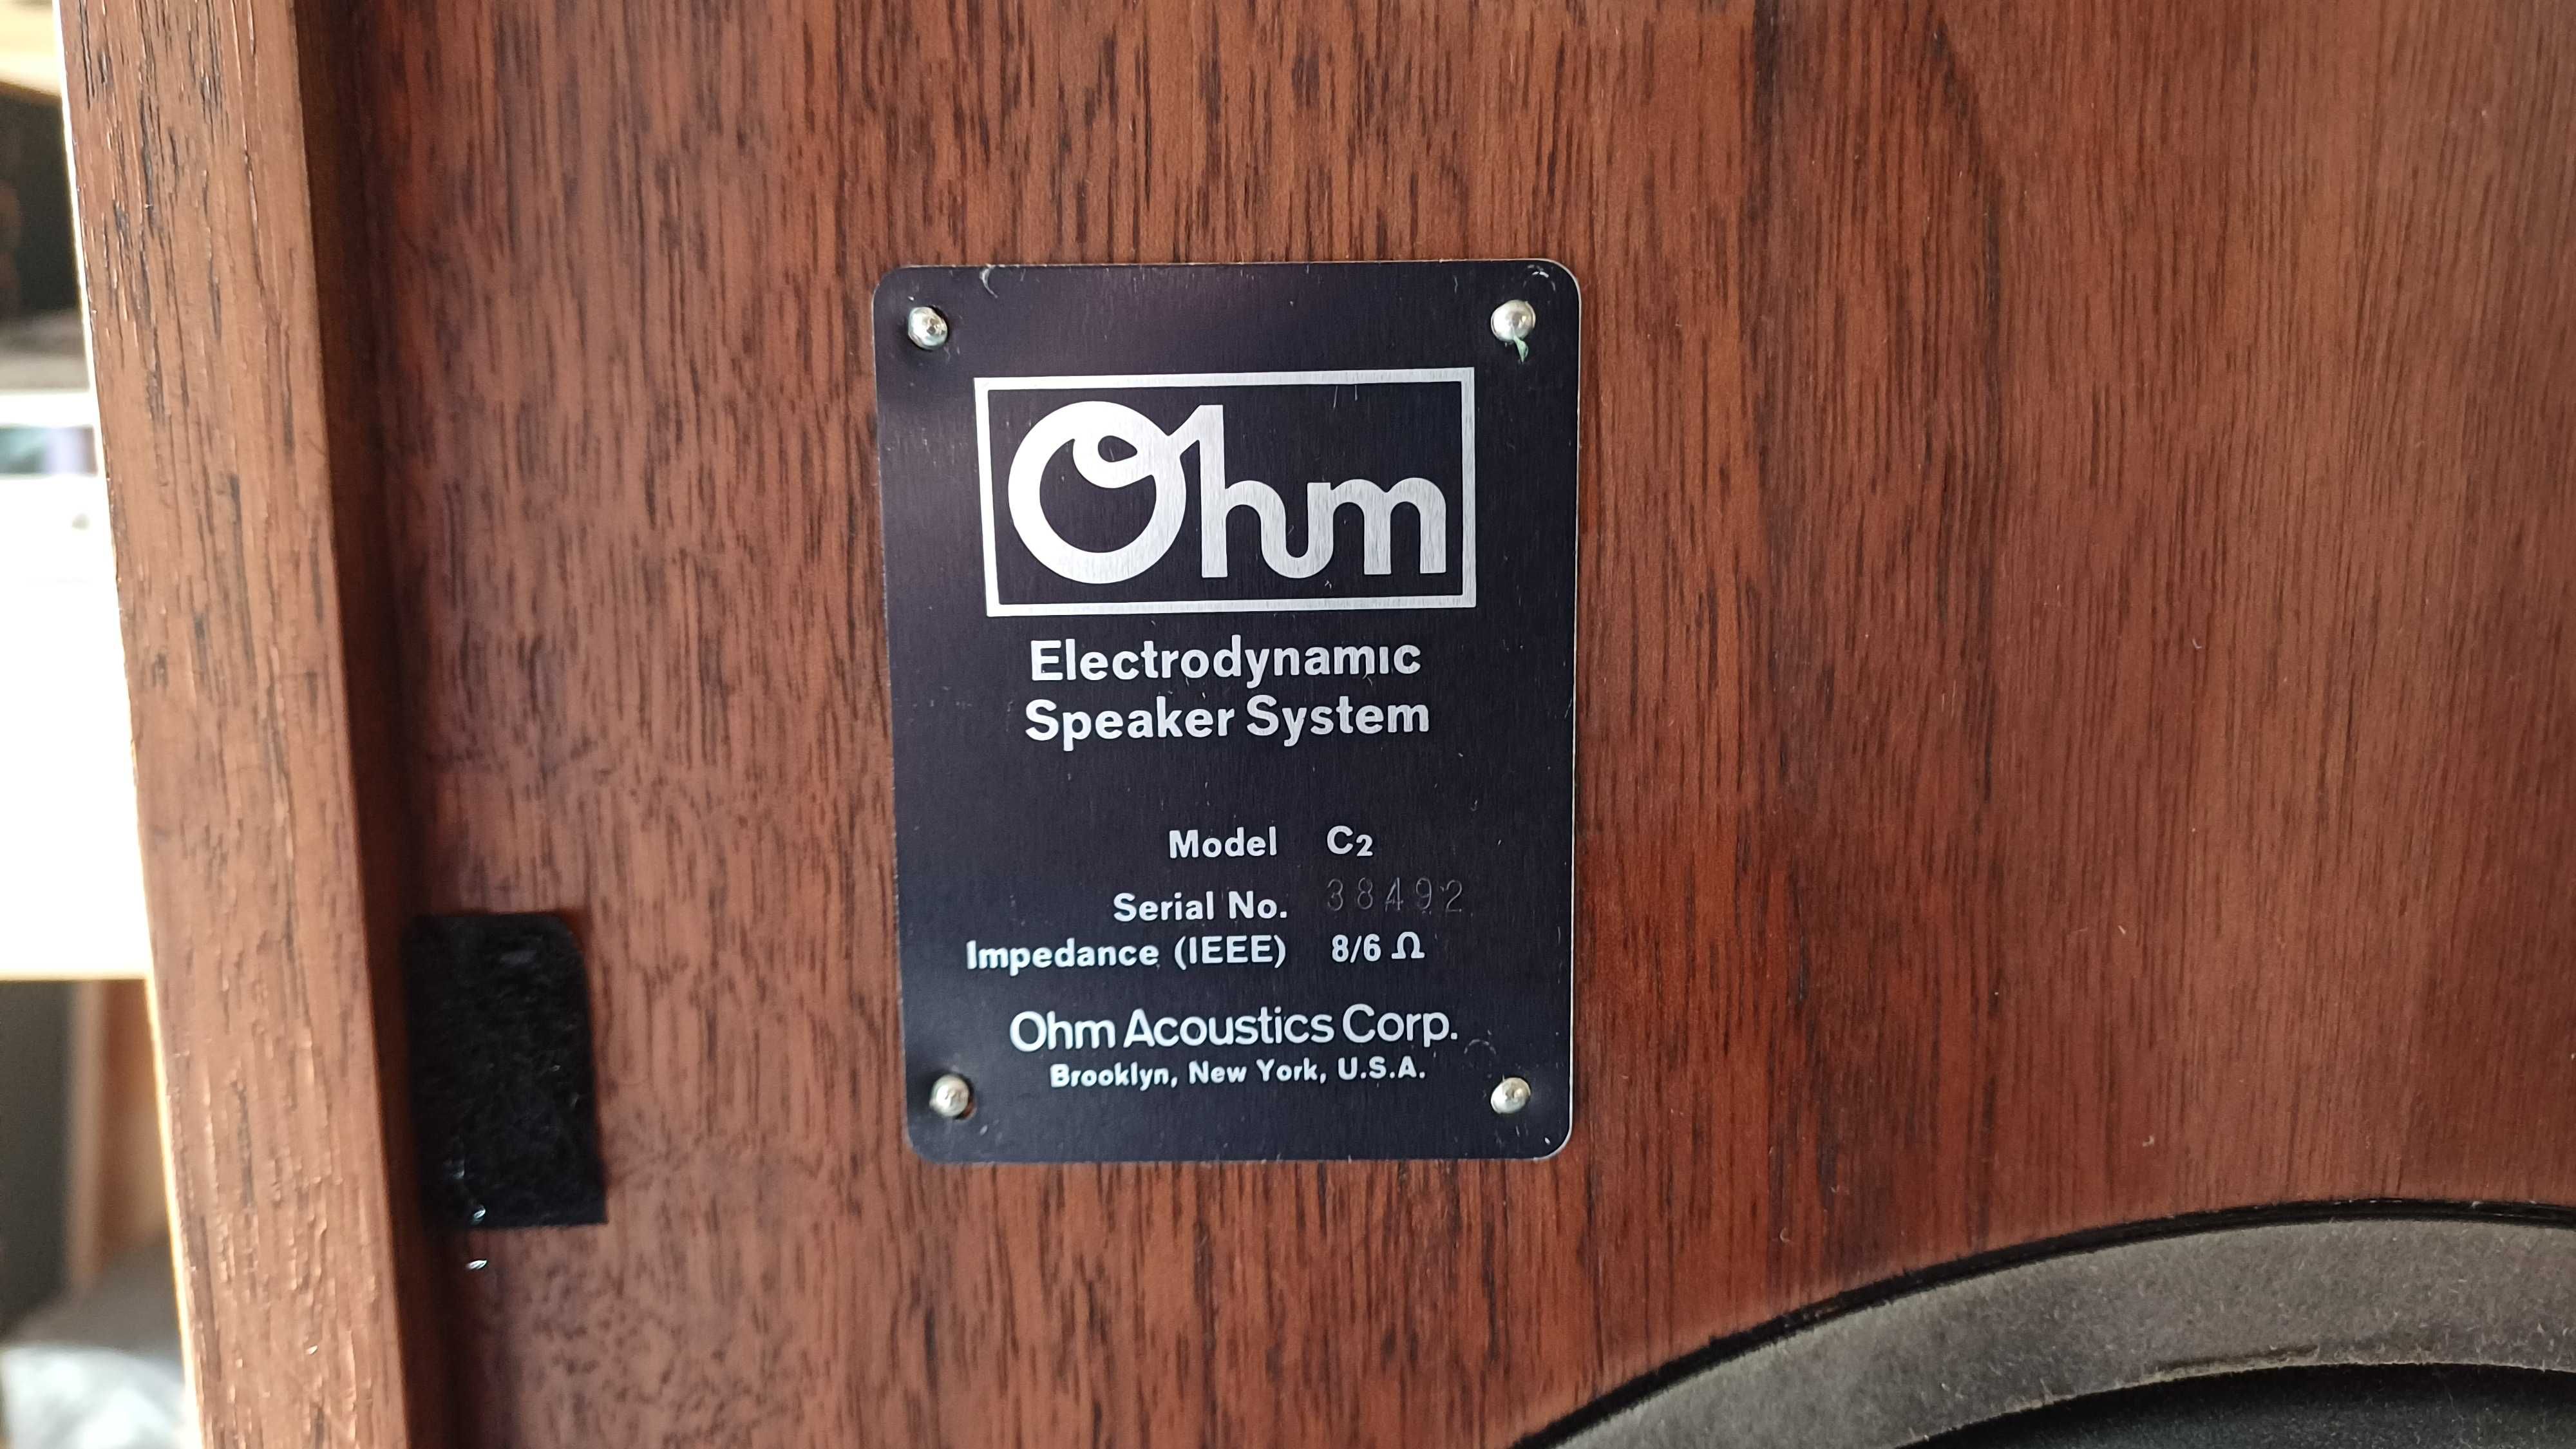 Ohm
Electrodynamic
Speaker System
Model C2
Serial No. 38492
Impedance (IEEE) 8/6 Ω
Ohm Acoustics Corp.
Brooklyn, New York, U.S.A.